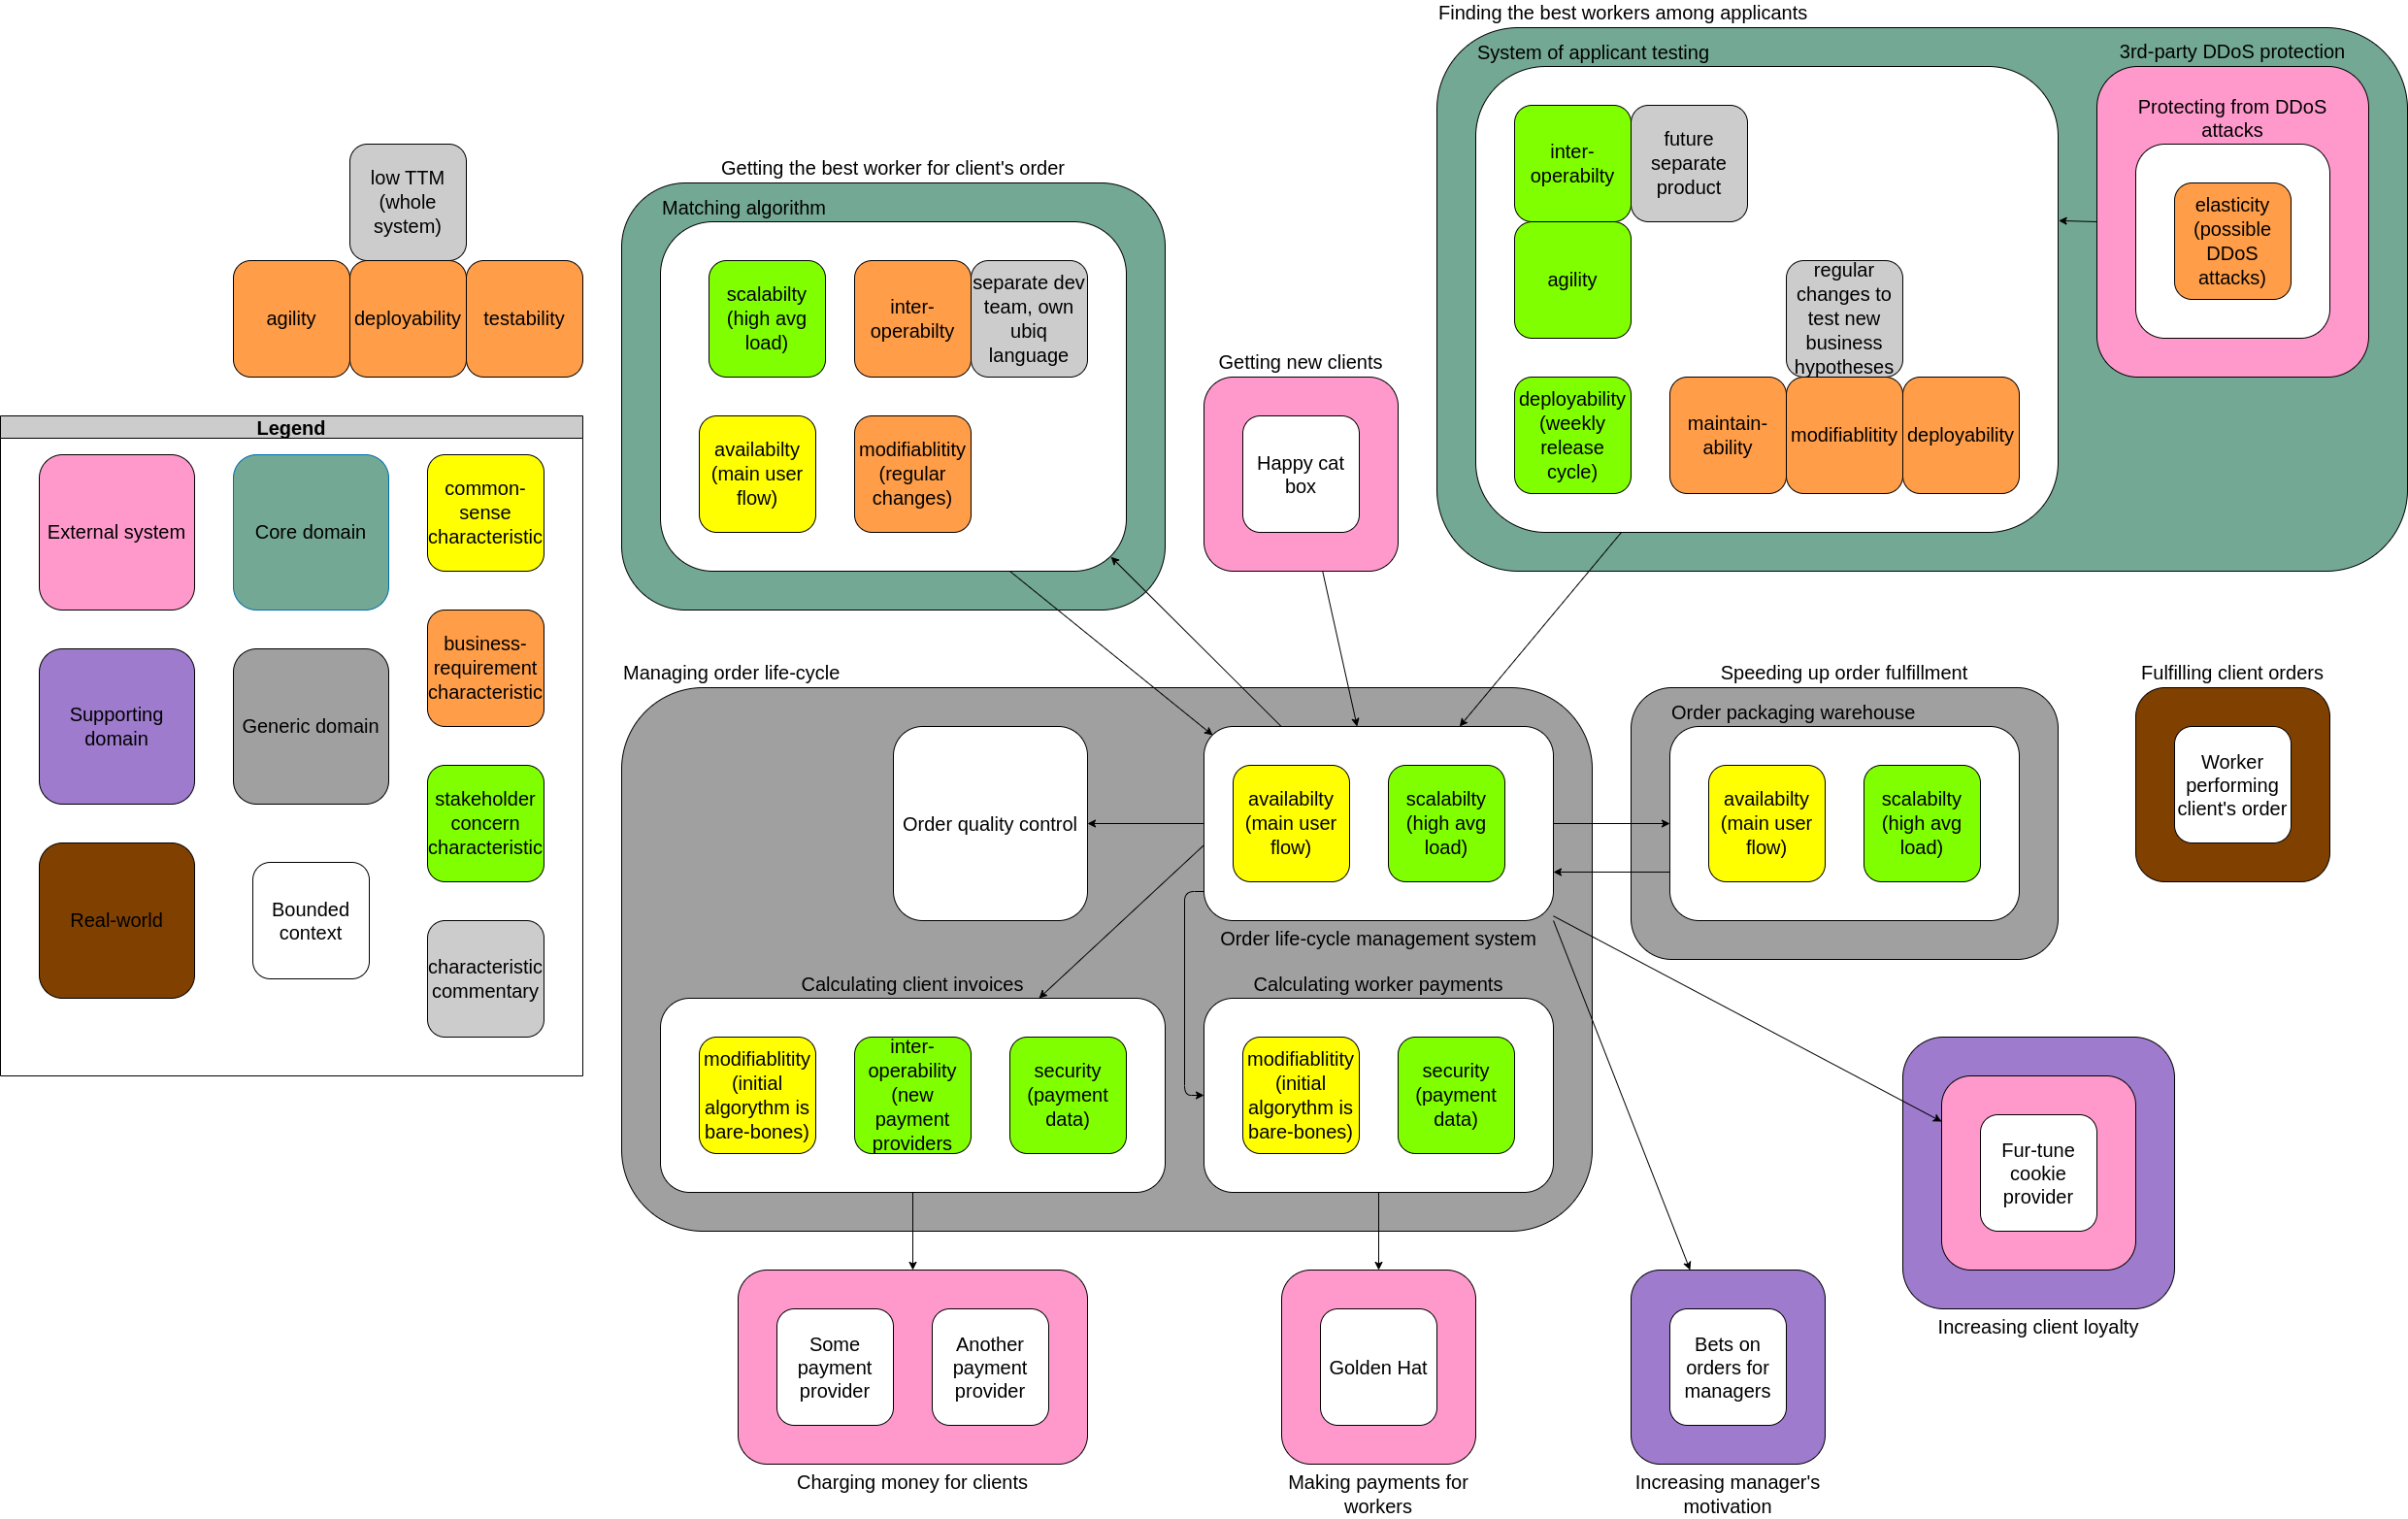 Finding the best workers among applicants
System of applicant testing
3rd-party DDoS protection
Protecting from DDoS
attacks
elasticity
(possible
DDoS
attacks)
inter-
operabilty
future
separate
product
agility
regular
changes to
test new
business
hypotheses
deployability
(weekly
release
cycle)
maintain-
ability
modifiablitity
deployability
low TTM
(whole
system)
agility
deployability
testability
Getting the best worker for client's order
Matching algorithm
scalabilty
(high avg
load)
inter-
operabilty
separate dev
team, own
ubiq
language
availabilty
(main user
flow)
modifiablitity
(regular
changes)
Getting new clients
Happy cat
box
Legend
External system
Core domain
common-
sense
characteristic
business-
requirement
characteristic
Supporting
domain
Generic domain
stakeholder
concern
characteristic
Real-world
Bounded
context
characteristic
commentary
Managing order life-cycle
Order quality control
availabilty
(main user
flow)
scalabilty
(high avg
load)
Order life-cycle management system
Calculating client invoices
modifiablitity
(initial
algorythm is
bare-bones)
inter-
operability
(new
payment
providers
security
(payment
data)
Calculating worker payments
modifiablitity
(initial
algorythm is
bare-bones)
security
(payment
data)
Speeding up order fulfillment
Order packaging warehouse
availabilty
(main user
flow)
scalabilty
(high avg
load)
Fulfilling client orders
Worker
performing
client's order
Fur-tune
cookie
provider
Increasing client loyalty
Some
payment
provider
Another
payment
provider
Charging money for clients
Golden Hat
Making payments for
workers
Bets on
orders for
managers
Increasing manager's
motivation